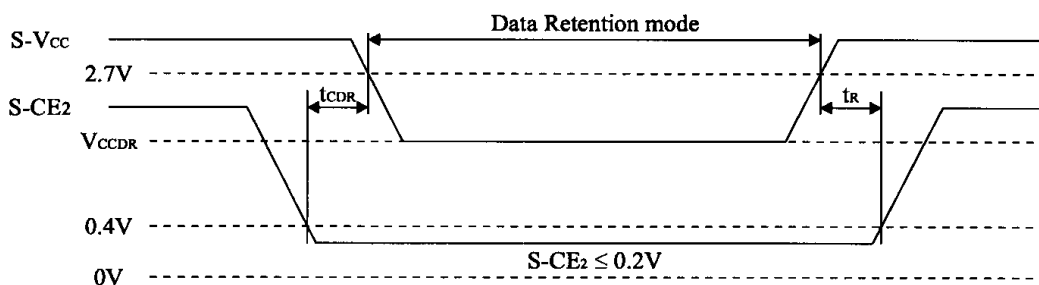 Data Retention mode
S-VCC
2.7V
tCDR
tR
S-CE2
VCCDR
0.4V
S-CE2 ≤ 0.2V
0V